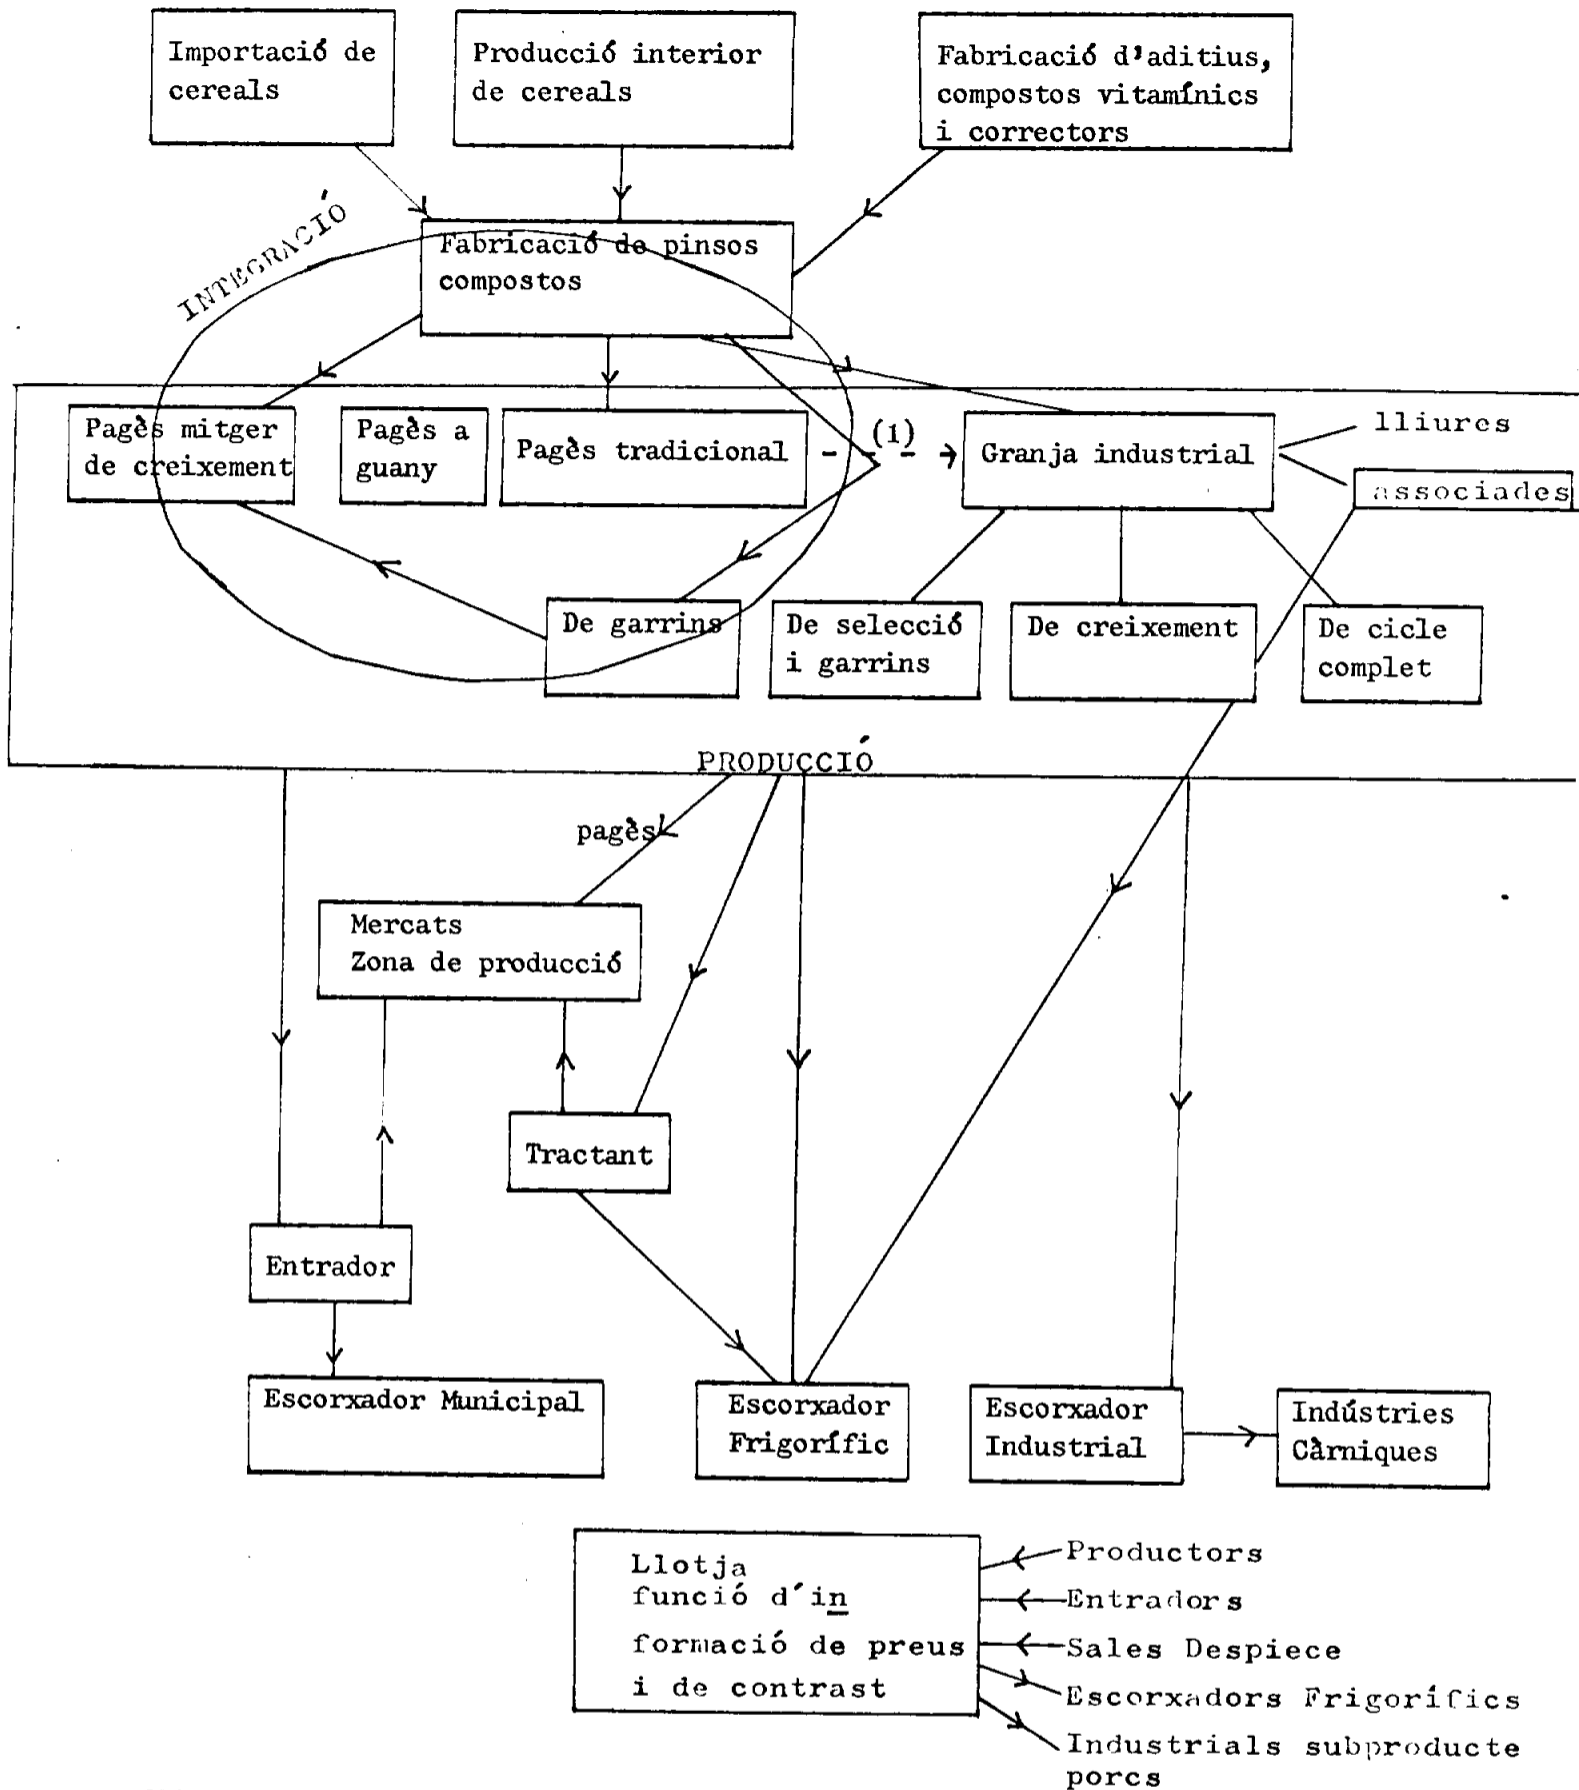 Importació de
cereals
Producció interior
de cereals
Fabricació d'aditius,
compostos vitamínics
i correctors
INTEGRACIÓ
Fabricació de pinsos
compostos
Pagès mitger
de creixement
Pagès a
guany
Pagès tradicional
(1)
Granja industrial
lliures
associades
De garrins
De selecció
i garrins
De creixement
De cicle
complet
PRODUCCIÓ
pagès
Mercats
Zona de producció
Tractant
Entrador
Escorxador Municipal
Escorxador
Frigorífic
Escorxador
Industrial
Indústries
Càrniques
Llotja
funció d'in
formació de preus
i de contrast
Productors
Entradors
Sales Despiece
Escorxadors Frigorífics
Industrials subproducte
porcs